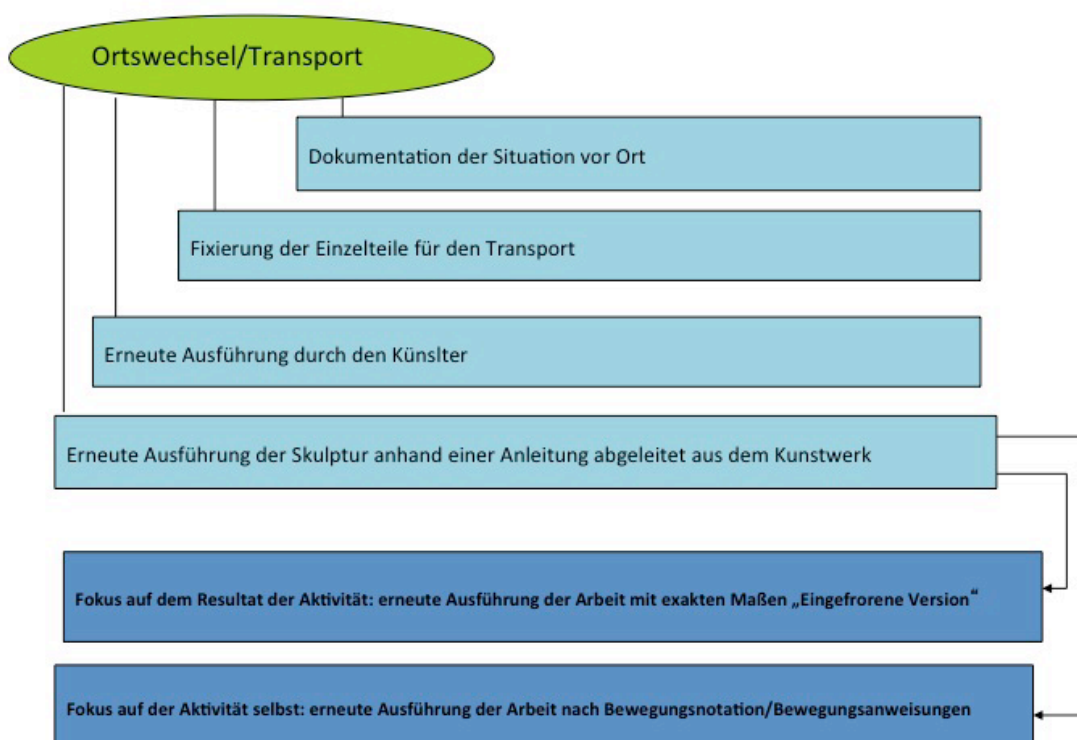 Ortswechsel/Transport
Dokumentation der Situation vor Ort
Fixierung der Einzelteile für den Transport
Erneute Ausführung durch den Künslter
Erneute Ausführung der Skulptur anhand einer Anleitung abgeleitet aus dem Kunstwerk
Fokus auf dem Resultat der Aktivität: erneute Ausführung der Arbeit mit exakten Maßen „Eingefrorene Version“
Fokus auf der Aktivität selbst: erneute Ausführung der Arbeit nach Bewegungsnotation/Bewegungsanweisungen